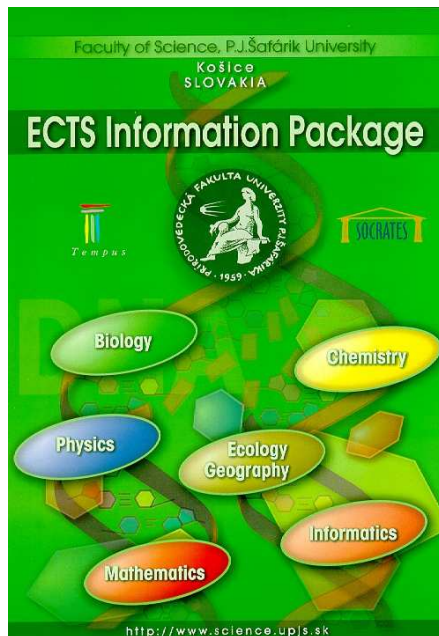 Faculty of Science, P.J.Šafárik University
Košice
SLOVAKIA
ECTS Information Package
PRÍRODOVEDECKÁ FAKULTA UNIVERZITY P.J.ŠAFÁRIKA
· 1959 ·
Tempus
SOCRATES
DNA
Biology
Chemistry
Physics
Ecology
Geography
Informatics
Mathematics
http://www.science.upjs.sk